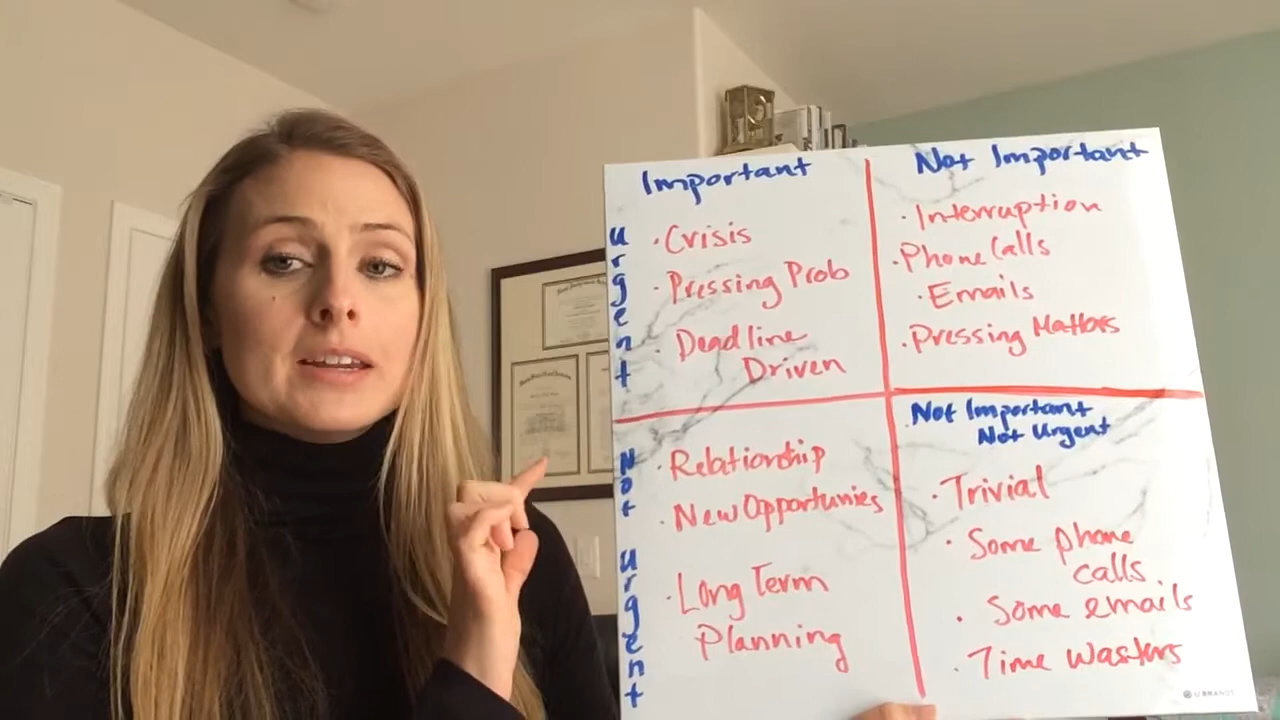 Important
Urgent
· Crisis
· Pressing Prob
· Deadline
Driven
Not Important
· Interruption
· Phone Calls
· Emails
· Pressing Matters
Not Urgent
· Relationship
· New Opportunies
· Long Term
Planning
Not Important
Not Urgent
· Trivial
· Some phone
calls
· Some emails
· Time wasters
U BRANDS